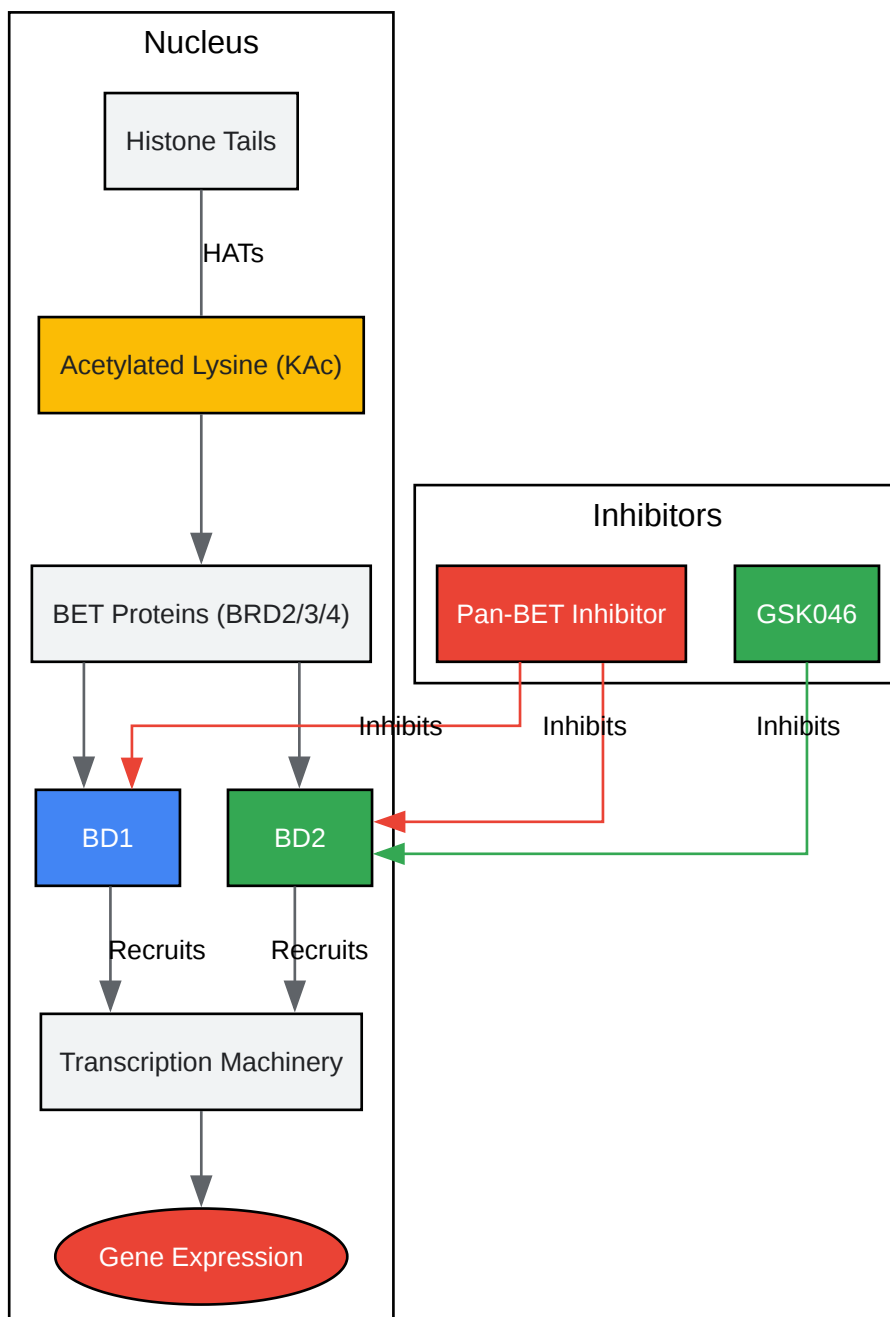 Nucleus
Histone Tails
HATs
Acetylated Lysine (KAc)
BET Proteins (BRD2/3/4)
Inhibitors
Pan-BET Inhibitor
GSK046
Inhibits
Inhibits
Inhibits
BD1
BD2
Recruits
Recruits
Transcription Machinery
Gene Expression